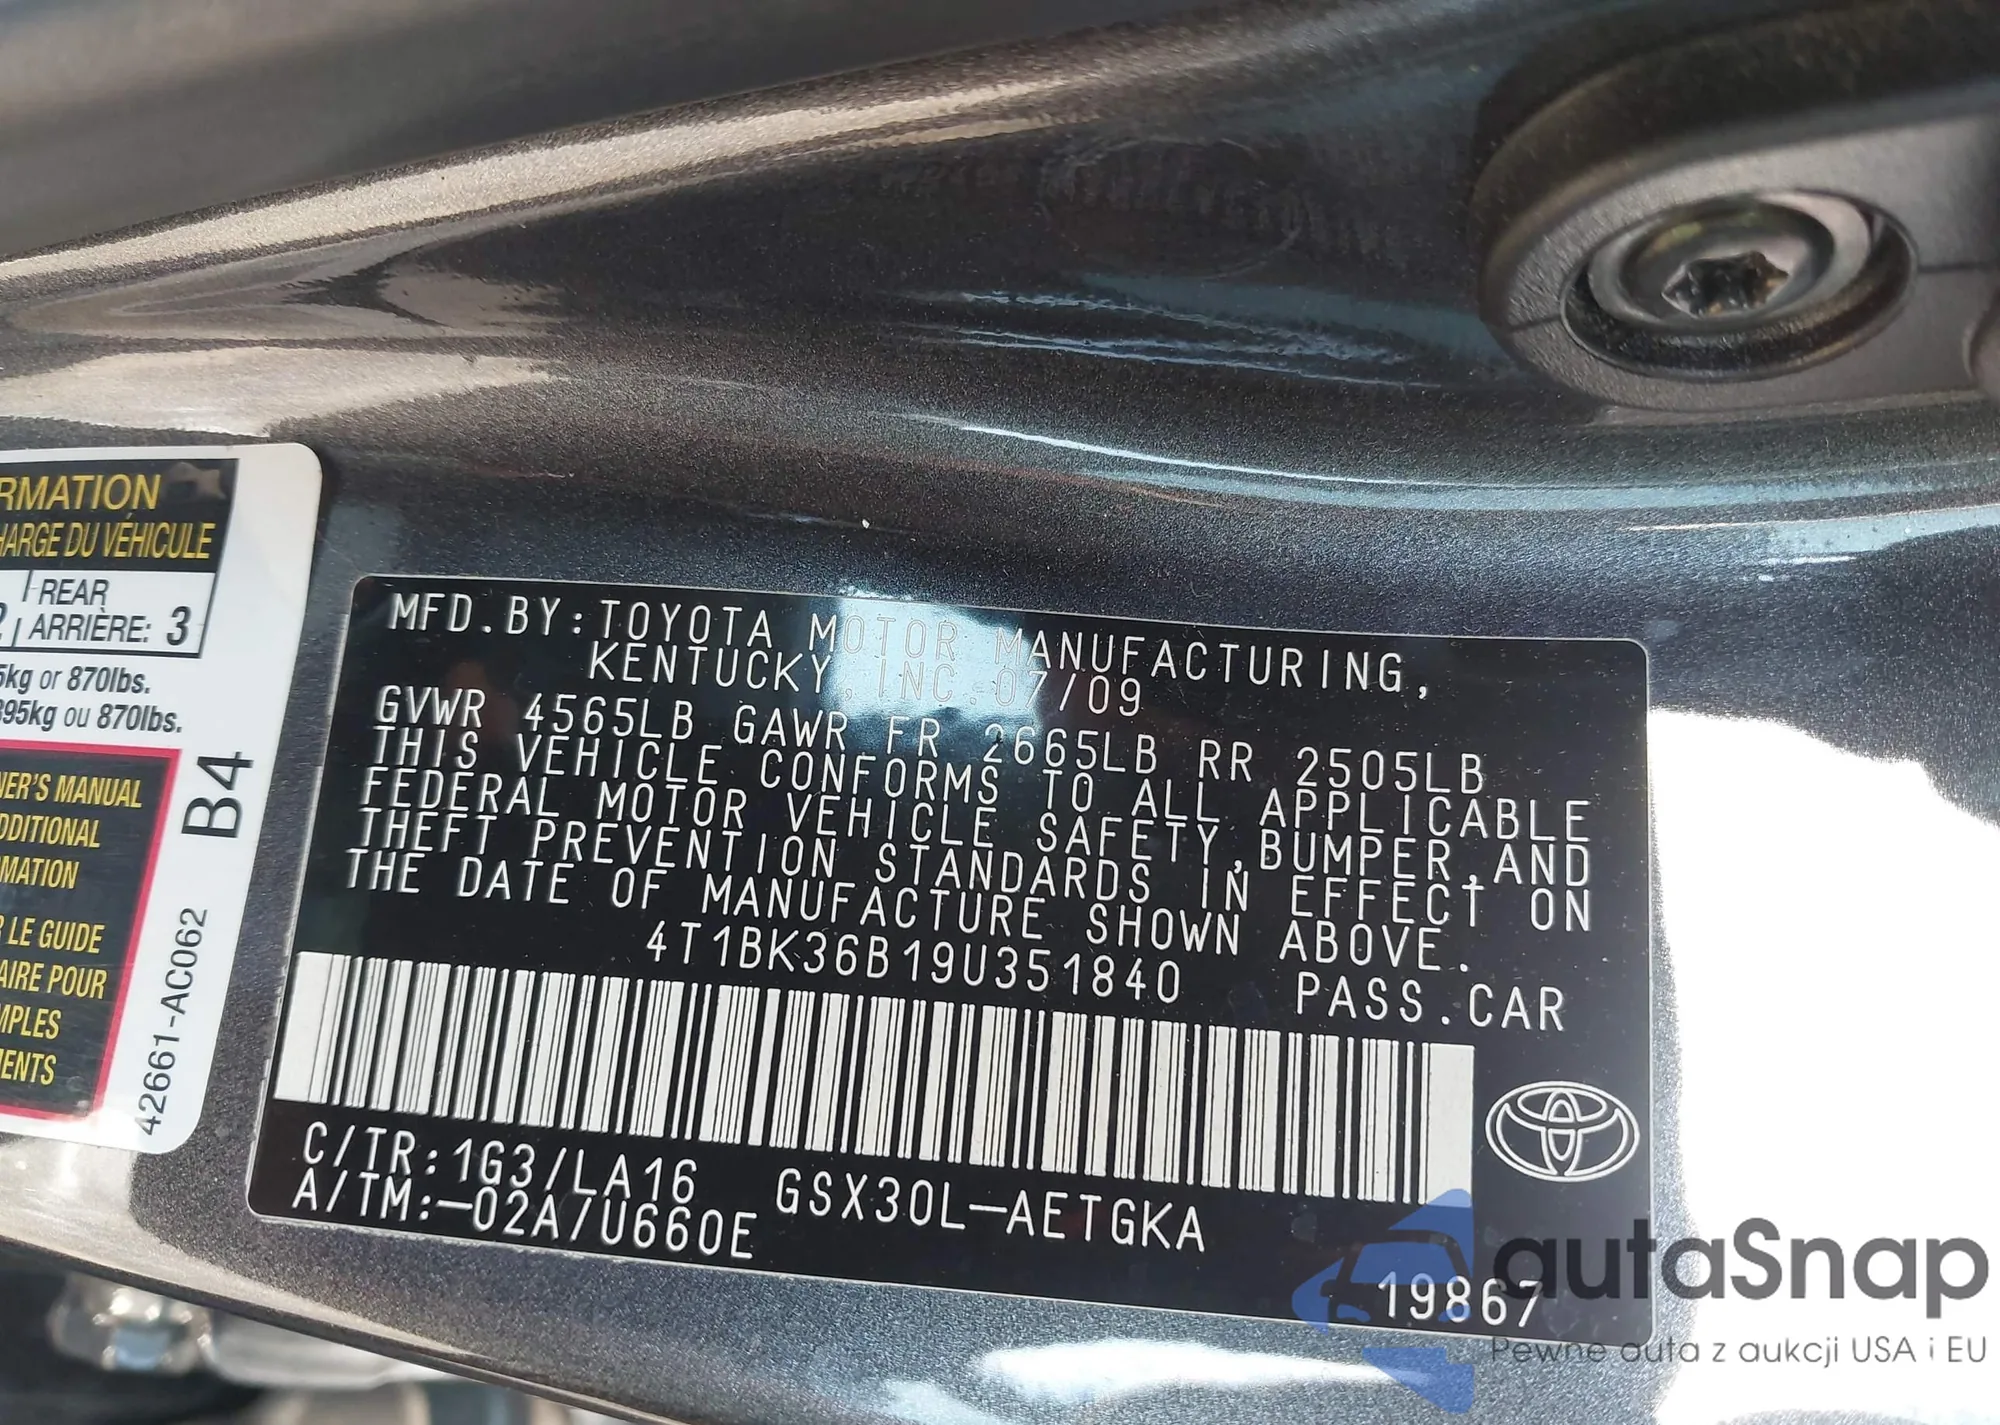 RMATION
HARGE DU VÉHICULE
REAR
ARRIÈRE: 3
5kg or 870lbs.
395kg ou 870lbs.
NER'S MANUAL
DDITIONAL
RMATION
R LE GUIDE
AIRE POUR
MPLES
MENTS
B4
42661-AC062
MFD.BY:TOYOTA MOTOR MANUFACTURING,
KENTUCKY,INC.07/09
GVWR 4565LB GAWR FR 2665LB RR 2505LB
THIS VEHICLE CONFORMS TO ALL APPLICABLE
FEDERAL MOTOR VEHICLE SAFETY,BUMPER,AND
THEFT PREVENTION STANDARDS IN EFFECT ON
THE DATE OF MANUFACTURE SHOWN ABOVE.
4T1BK36B19U351840 PASS.CAR
C/TR:1G3/LA16 GSX30L-AETGKA
A/TM:-02A/U660E
19867
autaSnap
Pewne auta z aukcji USA i EU